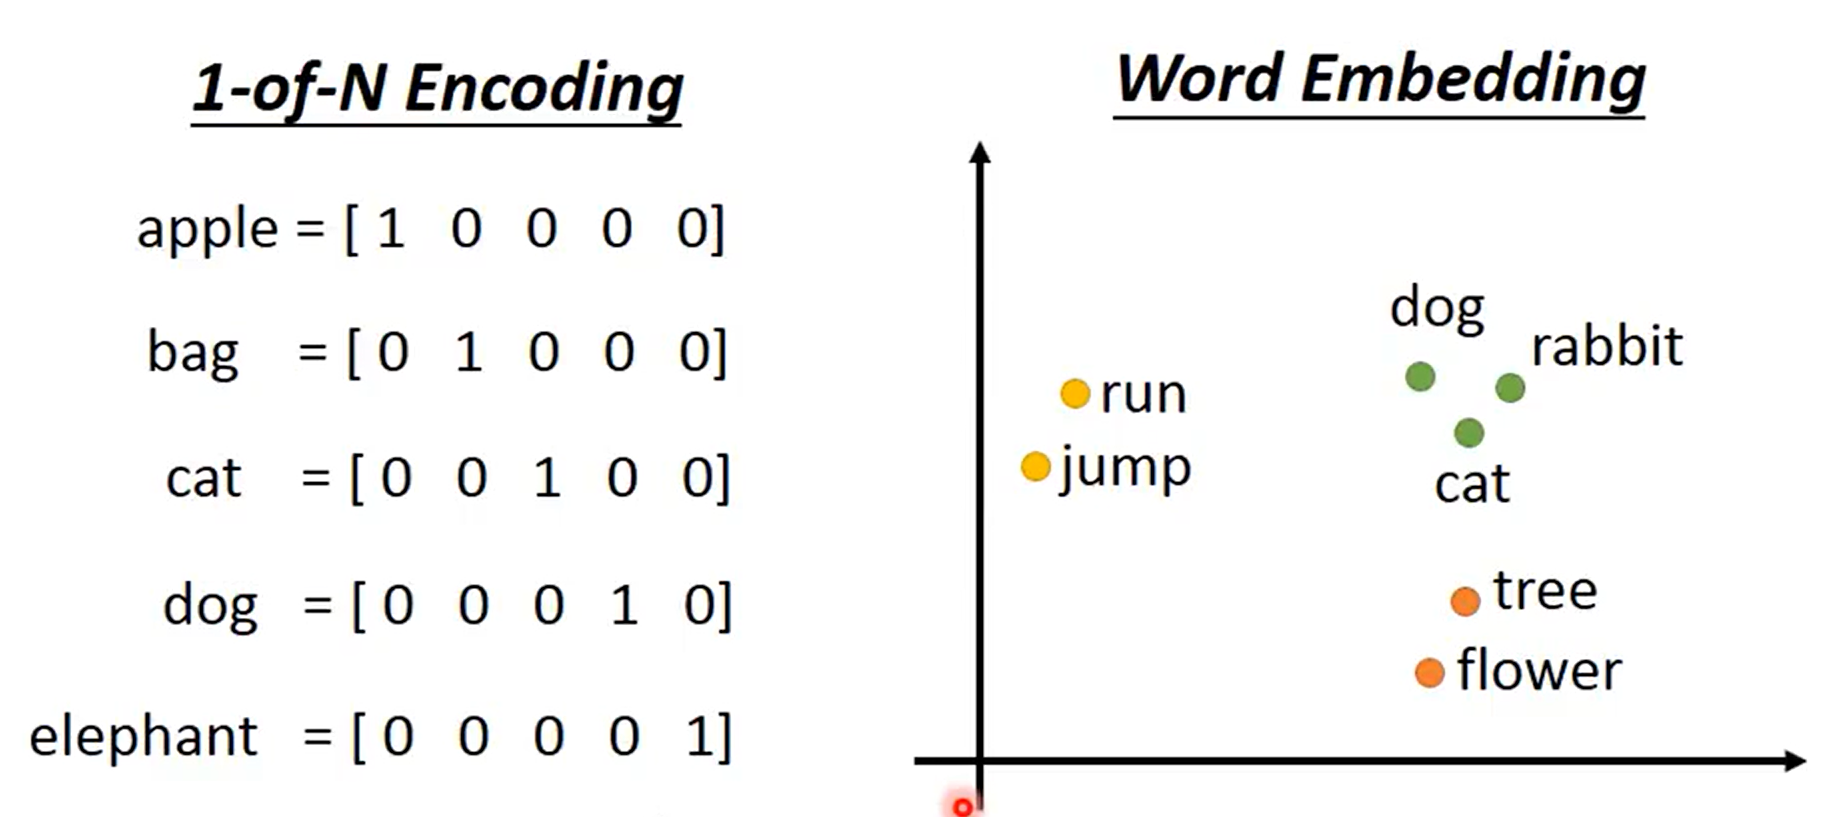 1-of-N Encoding
apple = [ 1 0 0 0 0]
bag = [ 0 1 0 0 0]
cat = [ 0 0 1 0 0]
dog = [ 0 0 0 1 0]
elephant = [ 0 0 0 0 1]
Word Embedding
dog
rabbit
run
jump
cat
tree
flower